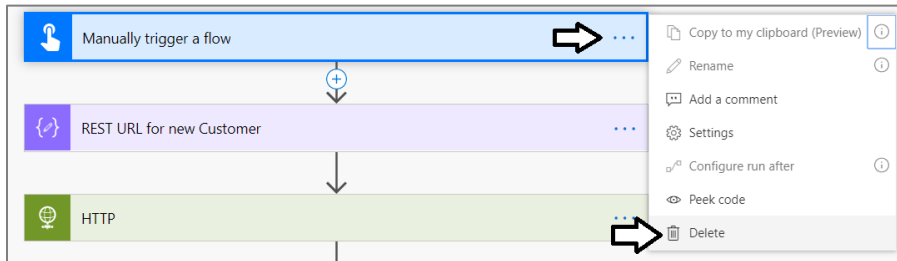 Manually trigger a flow
Copy to my clipboard (Preview)
Rename
Add a comment
REST URL for new Customer
Settings
Configure run after
Peek code
HTTP
Delete